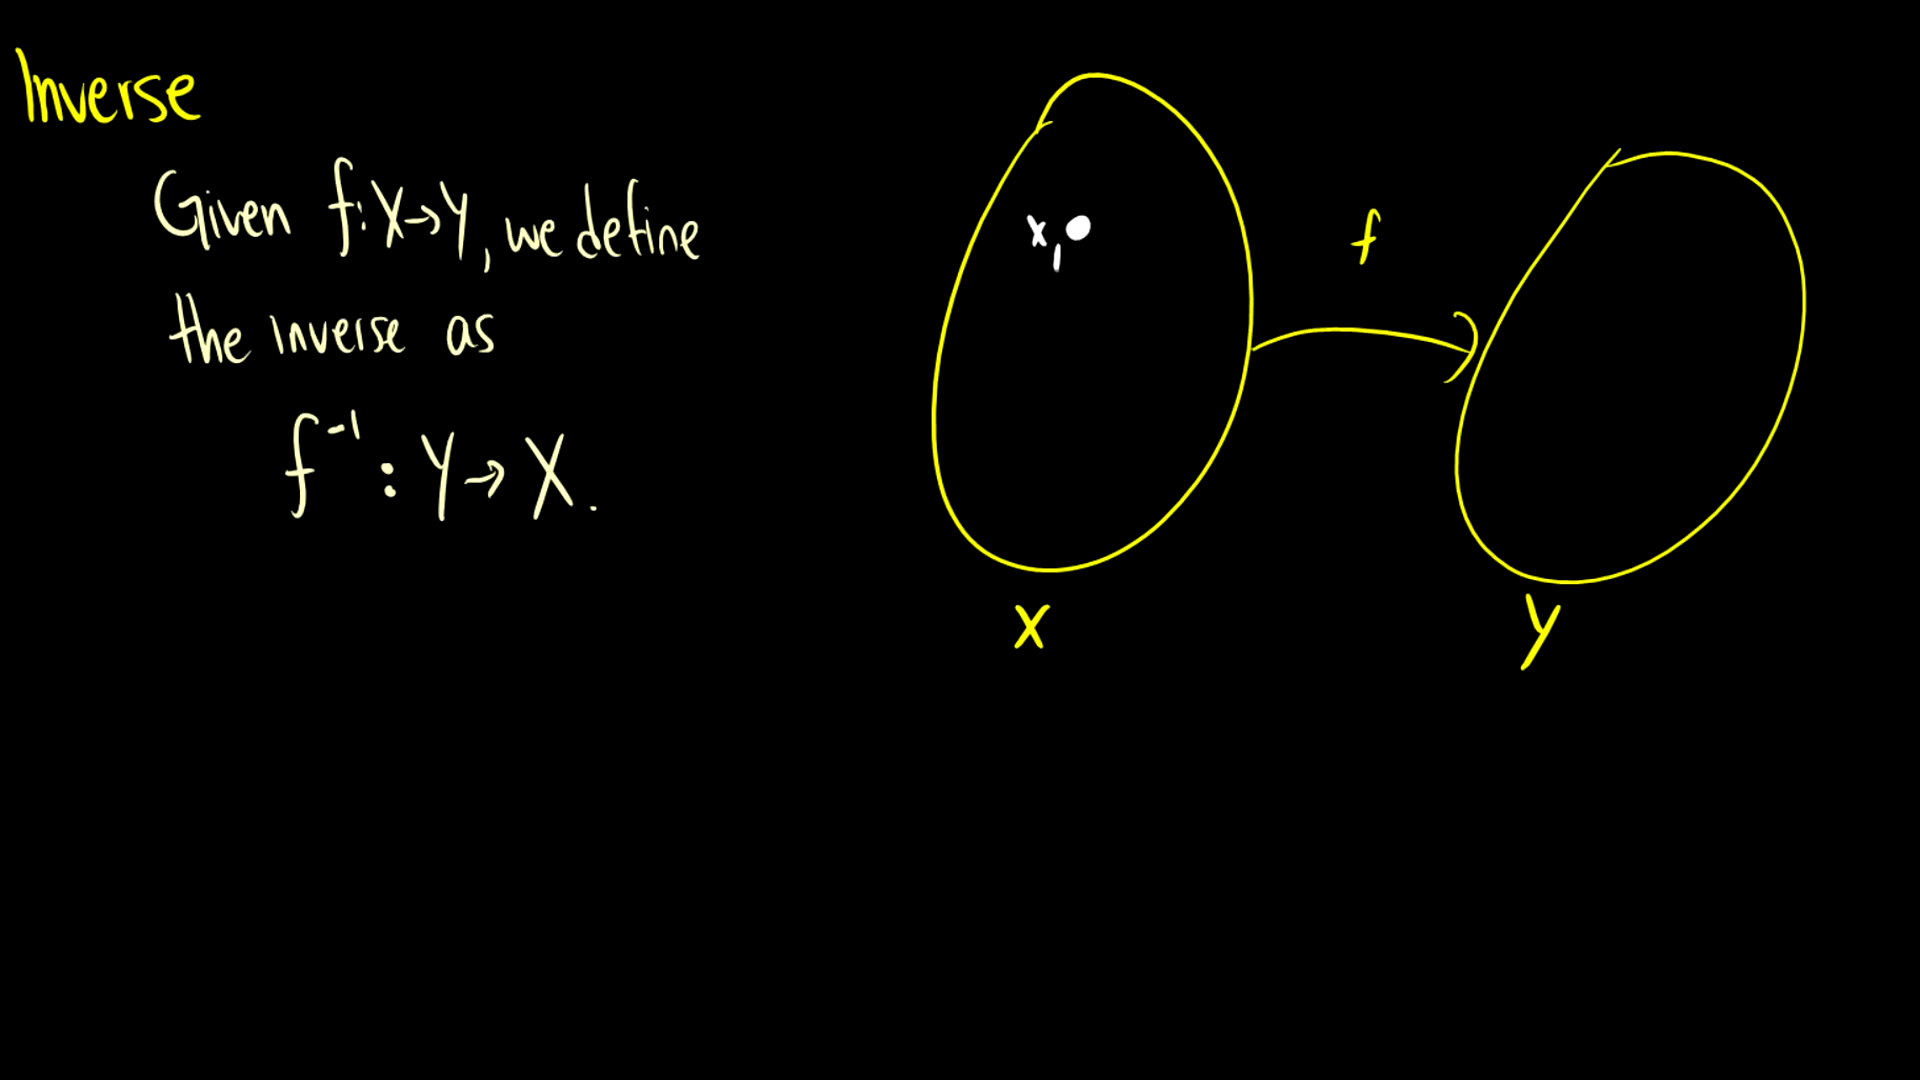 Inverse
Given f: X→Y, we define
the inverse as
f⁻¹ : Y→X.
x₁
f
X
Y